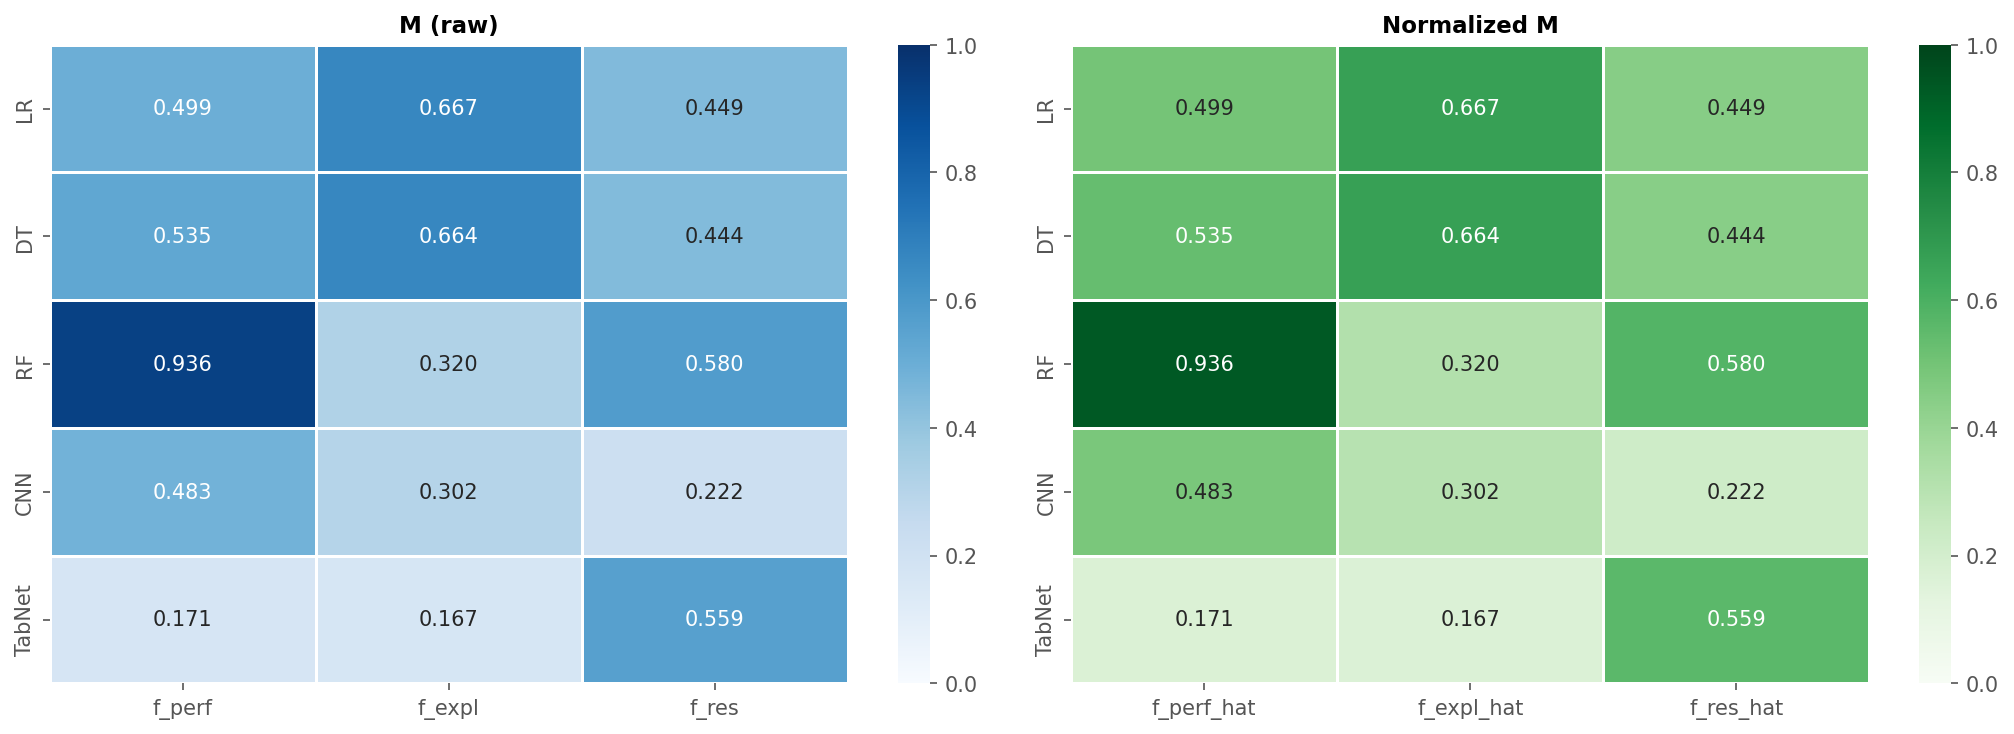 M (raw)
LR 0.499 0.667 0.449
DT 0.535 0.664 0.444
RF 0.936 0.320 0.580
CNN 0.483 0.302 0.222
TabNet 0.171 0.167 0.559
f_perf f_expl f_res
1.0
0.8
0.6
0.4
0.2
0.0
Normalized M
LR 0.499 0.667 0.449
DT 0.535 0.664 0.444
RF 0.936 0.320 0.580
CNN 0.483 0.302 0.222
TabNet 0.171 0.167 0.559
f_perf_hat f_expl_hat f_res_hat
1.0
0.8
0.6
0.4
0.2
0.0